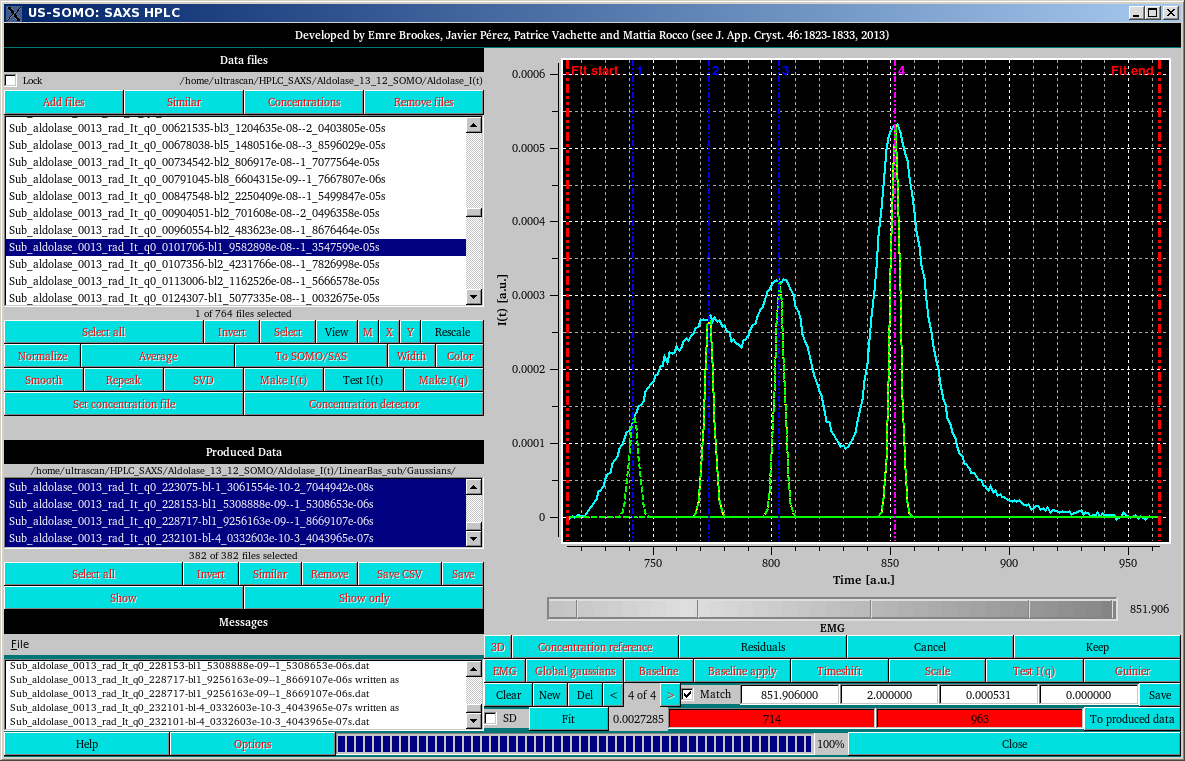 US-SOMO: SAXS HPLC
Developed by Emre Brookes, Javier Pérez, Patrice Vachette and Mattia Rocco (see J. App. Cryst. 46:1823-1833, 2013)
Data files
Lock /home/ultrascan/HPLC_SAXS/Aldolase_13_12_SOMO/Aldolase_I(t)
Add files Similar Concentrations Remove files
Sub_aldolase_0013_rad_It_q0_00621535-bl3_1204635e-08--2_0403805e-05s
Sub_aldolase_0013_rad_It_q0_00678038-bl5_1480516e-08--3_8596029e-05s
Sub_aldolase_0013_rad_It_q0_00734542-bl2_806917e-08--1_7077564e-05s
Sub_aldolase_0013_rad_It_q0_00791045-bl8_6604315e-09--1_7667807e-06s
Sub_aldolase_0013_rad_It_q0_00847548-bl2_2250409e-08--1_5499847e-05s
Sub_aldolase_0013_rad_It_q0_00904051-bl2_701608e-08--2_0496358e-05s
Sub_aldolase_0013_rad_It_q0_00960554-bl2_483623e-08--1_8676464e-05s
Sub_aldolase_0013_rad_It_q0_0101706-bl1_9582898e-08--1_3547599e-05s
Sub_aldolase_0013_rad_It_q0_0107356-bl2_4231766e-08--1_7826998e-05s
Sub_aldolase_0013_rad_It_q0_0113006-bl2_1162526e-08--1_5666578e-05s
Sub_aldolase_0013_rad_It_q0_0124307-bl1_5077335e-08--1_0032675e-05s
1 of 764 files selected
Select all Invert Select View M X Y Rescale
Normalize Average To SOMO/SAS Width Color
Smooth Repeak SVD Make I(t) Test I(t) Make I(q)
Set concentration file Concentration detector
Produced Data
/home/ultrascan/HPLC_SAXS/Aldolase_13_12_SOMO/Aldolase_I(t)/LinearBas_sub/Gaussians/
Sub_aldolase_0013_rad_It_q0_223075-bl-1_3061554e-10-2_7044942e-08s
Sub_aldolase_0013_rad_It_q0_228153-bl1_5308888e-09--1_5308653e-06s
Sub_aldolase_0013_rad_It_q0_228717-bl1_9256163e-09--1_8669107e-06s
Sub_aldolase_0013_rad_It_q0_232101-bl-4_0332603e-10-3_4043965e-07s
382 of 382 files selected
Select all Invert Similar Remove Save CSV Save
Show Show only
Messages
File
Sub_aldolase_0013_rad_It_q0_228153-bl1_5308888e-09--1_5308653e-06s.dat
Sub_aldolase_0013_rad_It_q0_228717-bl1_9256163e-09--1_8669107e-06s written as
Sub_aldolase_0013_rad_It_q0_228717-bl1_9256163e-09--1_8669107e-06s.dat
Sub_aldolase_0013_rad_It_q0_232101-bl-4_0332603e-10-3_4043965e-07s written as
Sub_aldolase_0013_rad_It_q0_232101-bl-4_0332603e-10-3_4043965e-07s.dat
Help Options 100% Close
Fit start 1 2 3 4 Fit end
0.0006
0.0005
0.0004
0.0003
0.0002
0.0001
0
I(t) [a.u.]
750 800 850 900 950
Time [a.u.]
851.906
EMG
3D Concentration reference Residuals Cancel Keep
EMG Global gaussians Baseline Baseline apply Timeshift Scale Test I(q) Guinier
Clear New Del < 4 of 4 > Match 851.906000 2.000000 0.00531 0.000000 Save
SD Fit 0.0027285 714 963 To produced data